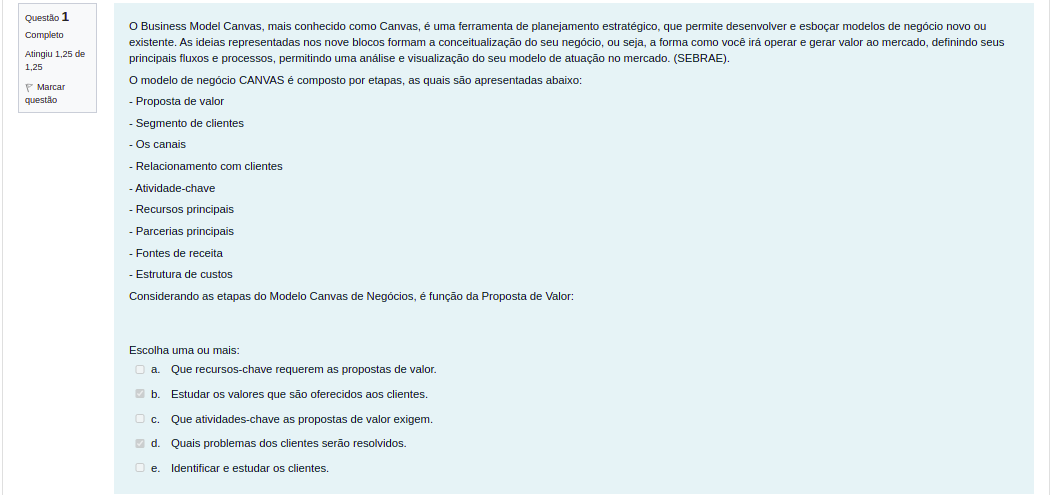 Questão 1
Completo
Atingiu 1,25 de
1,25
Marcar
questão
O Business Model Canvas, mais conhecido como Canvas, é uma ferramenta de planejamento estratégico, que permite desenvolver e esboçar modelos de negócio novo ou
existente. As ideias representadas nos nove blocos formam a conceitualização do seu negócio, ou seja, a forma como você irá operar e gerar valor ao mercado, definindo seus
principais fluxos e processos, permitindo uma análise e visualização do seu modelo de atuação no mercado. (SEBRAE).
O modelo de negócio CANVAS é composto por etapas, as quais são apresentadas abaixo:
- Proposta de valor
- Segmento de clientes
- Os canais
- Relacionamento com clientes
- Atividade-chave
- Recursos principais
- Parcerias principais
- Fontes de receita
- Estrutura de custos
Considerando as etapas do Modelo Canvas de Negócios, é função da Proposta de Valor:
Escolha uma ou mais:
a. Que recursos-chave requerem as propostas de valor.
b. Estudar os valores que são oferecidos aos clientes.
c. Que atividades-chave as propostas de valor exigem.
d. Quais problemas dos clientes serão resolvidos.
e. Identificar e estudar os clientes.